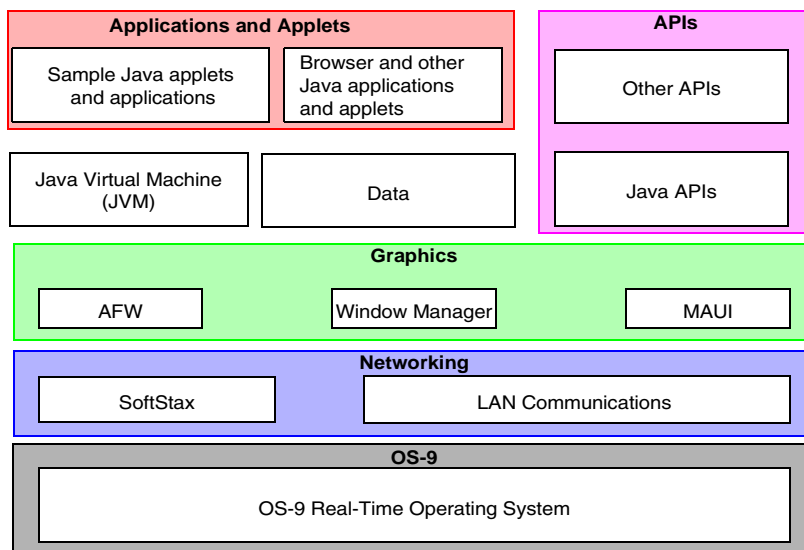 Applications and Applets
Sample Java applets
and applications
Browser and other
Java applications
and applets
APIs
Other APIs
Java APIs
Java Virtual Machine
(JVM)
Data
Graphics
AFW
Window Manager
MAUI
Networking
SoftStax
LAN Communications
OS-9
OS-9 Real-Time Operating System